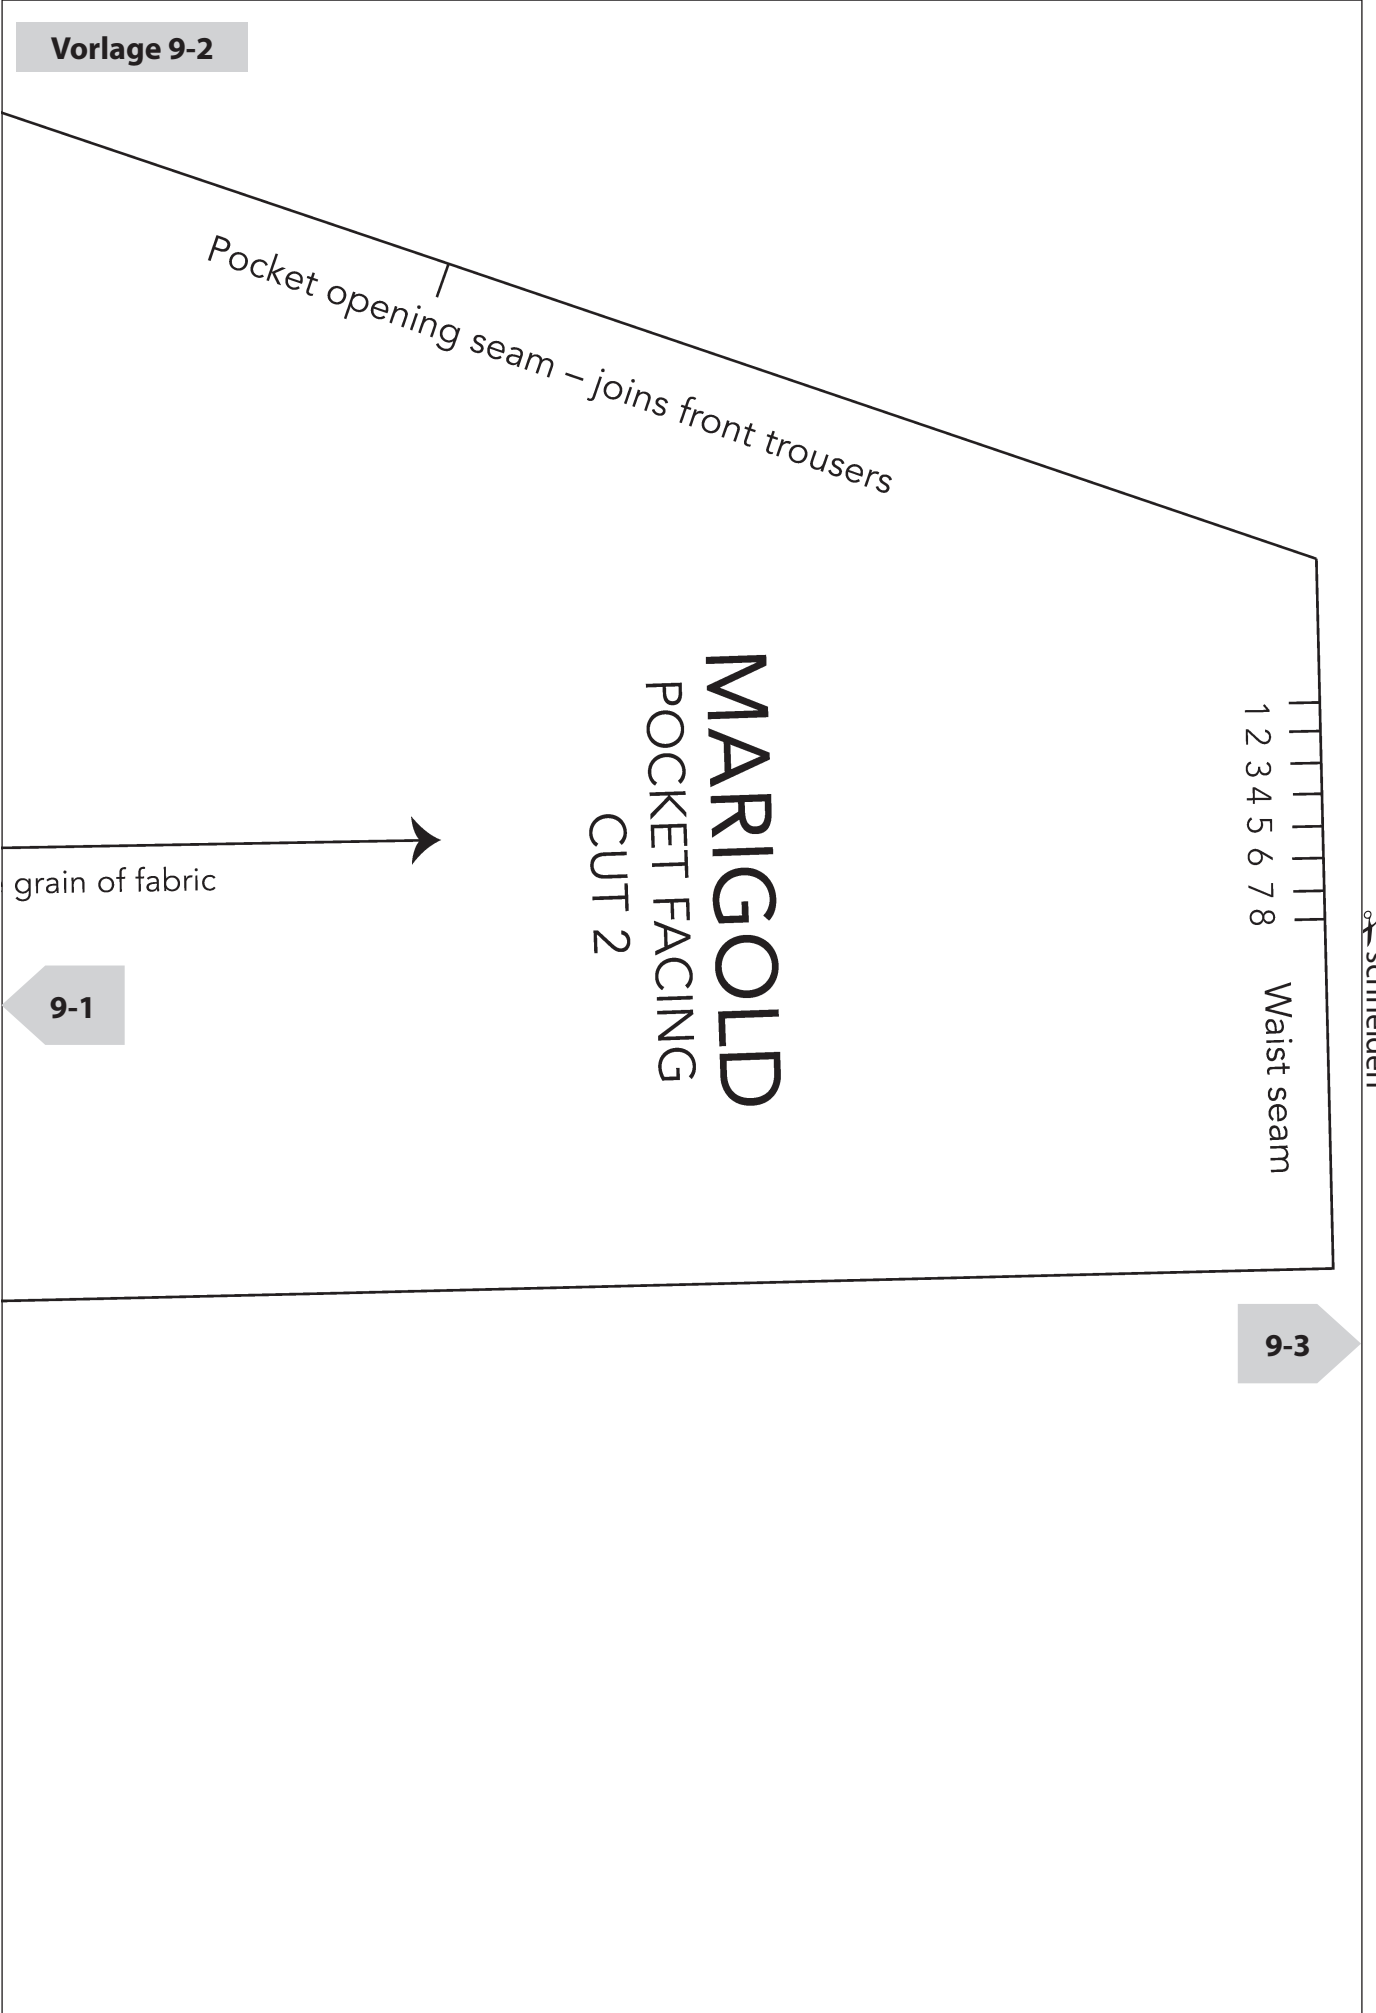 Vorlage 9-2
Pocket opening seam – joins front trousers
MARIGOLD
POCKET FACING
CUT 2
1 2 3 4 5 6 7 8
Waist seam
grain of fabric
9-1
9-3